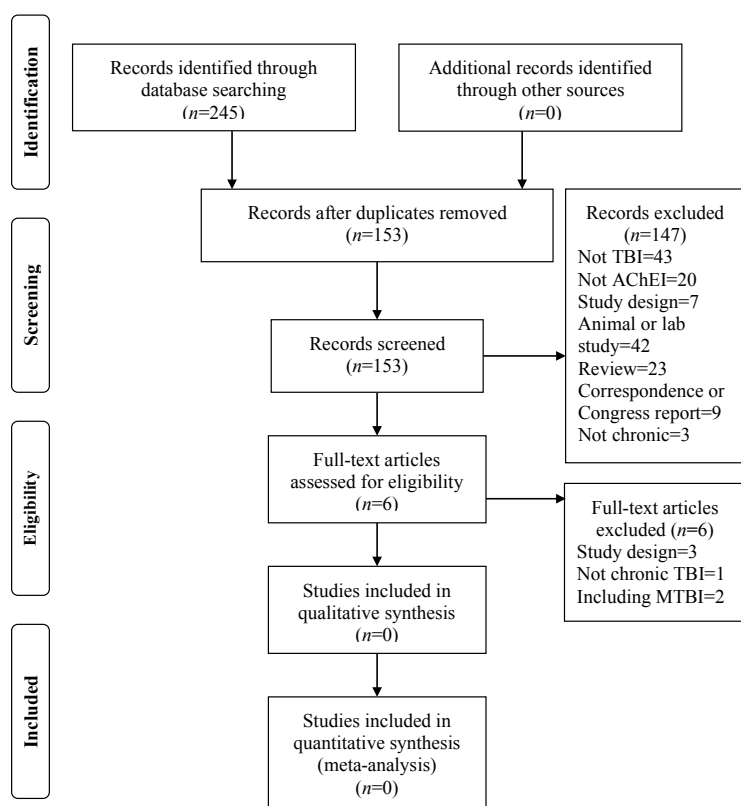 Identification
Records identified through
database searching
(n=245)
Additional records identified
through other sources
(n=0)
Records after duplicates removed
(n=153)
Screening
Records screened
(n=153)
Records excluded
(n=147)
Not TBI=43
Not AChEI=20
Study design=7
Animal or lab
study=42
Review=23
Correspondence or
Congress report=9
Not chronic=3
Eligibility
Full-text articles
assessed for eligibility
(n=6)
Full-text articles
excluded (n=6)
Study design=3
Not chronic TBI=1
Including MTBI=2
Studies included in
qualitative synthesis
(n=0)
Included
Studies included in
quantitative synthesis
(meta-analysis)
(n=0)